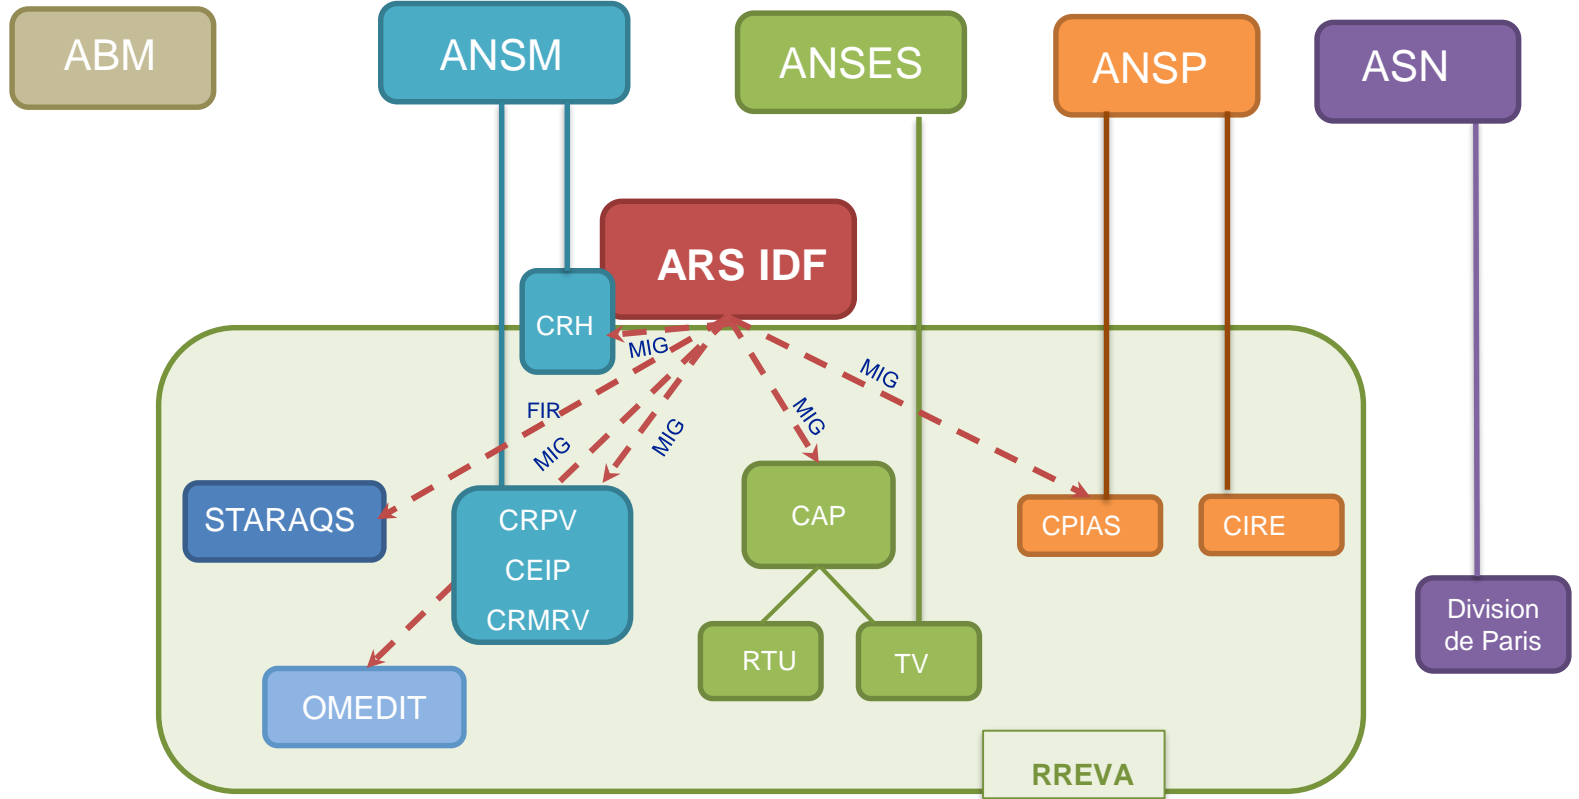 ABM
ANSM
ANSES
ANSP
ASN
ARS IDF
CRH
MIG
MIG
FIR
MIG
MIG
MIG
STARAQS
CRPV
CEIP
CRMRV
CAP
CPIAS
CIRE
RTU
TV
Division
de Paris
OMEDIT
RREVA